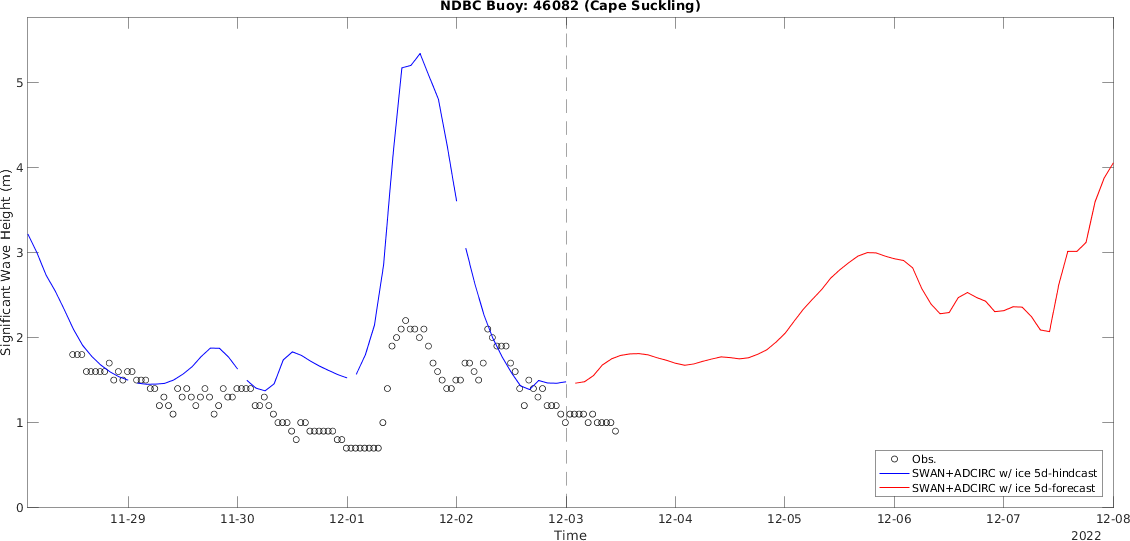 NDBC Buoy: 46082 (Cape Suckling)
Significant Wave Height (m)
5
4
3
2
1
0
Obs.
SWAN+ADCIRC w/ ice 5d-hindcast
SWAN+ADCIRC w/ ice 5d-forecast
11-29 11-30 12-01 12-02 12-03 12-04 12-05 12-06 12-07 12-08
Time
2022